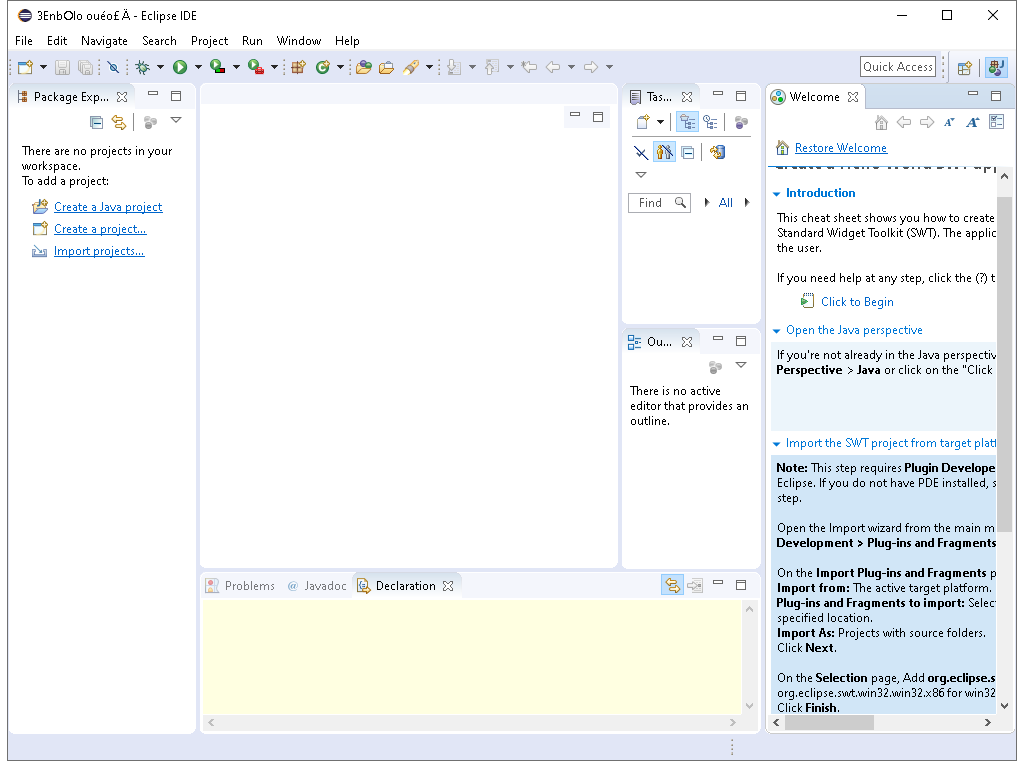 3EnbOlo ouéo£Ä - Eclipse IDE
File Edit Navigate Search Project Run Window Help
Quick Access
Package Exp...
There are no projects in your
workspace.
To add a project:
Create a Java project
Create a project...
Import projects...
Tas...
Find
All
Ou...
There is no active
editor that provides an
outline.
Problems @ Javadoc Declaration
Welcome
Restore Welcome
Introduction
This cheat sheet shows you how to create
Standard Widget Toolkit (SWT). The applic
the user.
If you need help at any step, click the (?) t
Click to Begin
Open the Java perspective
If you're not already in the Java perspectiv
Perspective > Java or click on the "Click
Import the SWT project from target platf
Note: This step requires Plugin Develope
Eclipse. If you do not have PDE installed, s
step.
Open the Import wizard from the main m
Development > Plug-ins and Fragments
On the Import Plug-ins and Fragments p
Import from: The active target platform.
Plug-ins and Fragments to import: Selec
specified location.
Import As: Projects with source folders.
Click Next.
On the Selection page, Add org.eclipse.s
org.eclipse.swt.win32.win32.x86 for win32
Click Finish.